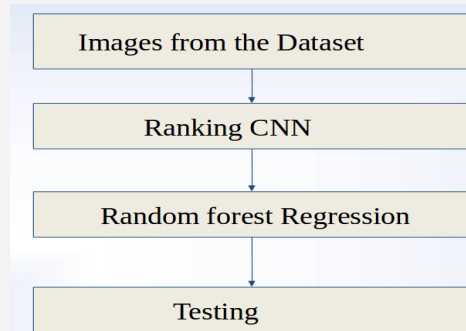 Images from the Dataset
Ranking CNN
Random forest Regression
Testing